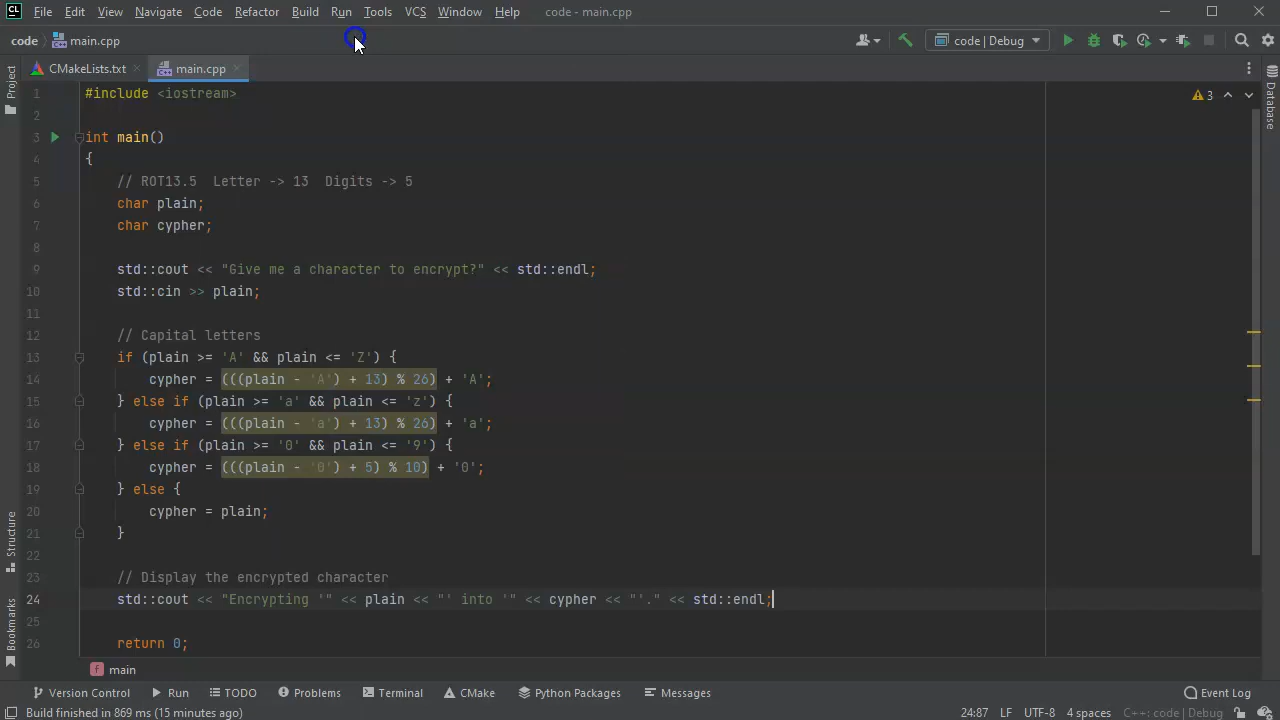 CL File Edit View Navigate Code Refactor Build Run Tools VCS Window Help code - main.cpp
code main.cpp code | Debug
Project CMakeLists.txt main.cpp Database
1 #include <iostream> 3
2
3 int main()
4 {
5 // ROT13.5  Letter -> 13  Digits -> 5
6 char plain;
7 char cypher;
8
9 std::cout << "Give me a character to encrypt?" << std::endl;
10 std::cin >> plain;
11
12 // Capital letters
13 if (plain >= 'A' && plain <= 'Z') {
14 cypher = (((plain - 'A') + 13) % 26) + 'A';
15 } else if (plain >= 'a' && plain <= 'z') {
16 cypher = (((plain - 'a') + 13) % 26) + 'a';
17 } else if (plain >= '0' && plain <= '9') {
18 cypher = (((plain - '0') + 5) % 10) + '0';
19 } else {
20 cypher = plain;
21 }
22
23 // Display the encrypted character
24 std::cout << "Encrypting '" << plain << "' into '" << cypher << "'." << std::endl;
25
26 return 0;
Structure
Bookmarks
f main
Version Control Run TODO Problems Terminal CMake Python Packages Messages Event Log
Build finished in 869 ms (15 minutes ago) 24:87 LF UTF-8 4 spaces C++: code | Debug